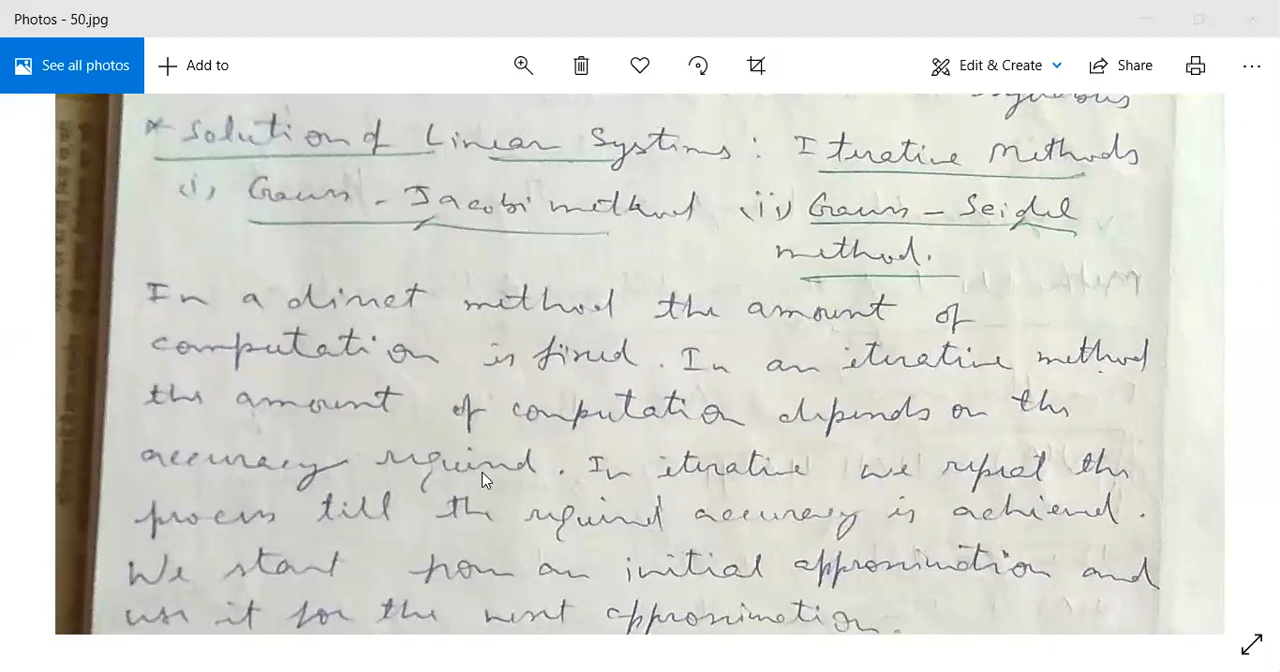 Photos - 50.jpg
See all photos
Add to
Edit & Create
Share
* Solution of Linear Systems: Iterative Methods
(i) Gauss - Jacobi method (ii) Gauss - Seidel
method.
In a direct method the amount of
computation is fixed. In an iterative method
the amount of computation depends on the
accuracy required. In iterative we repeat the
process till the required accuracy is achieved.
We start from an initial approximation and
use it for the next approximation.